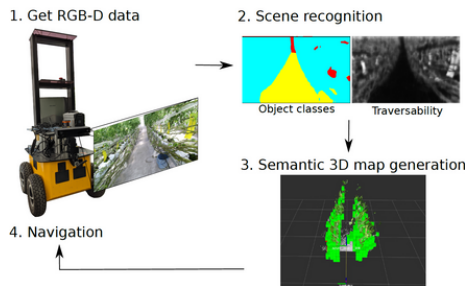 1. Get RGB-D data
2. Scene recognition
Object classes
Traversability
3. Semantic 3D map generation
4. Navigation